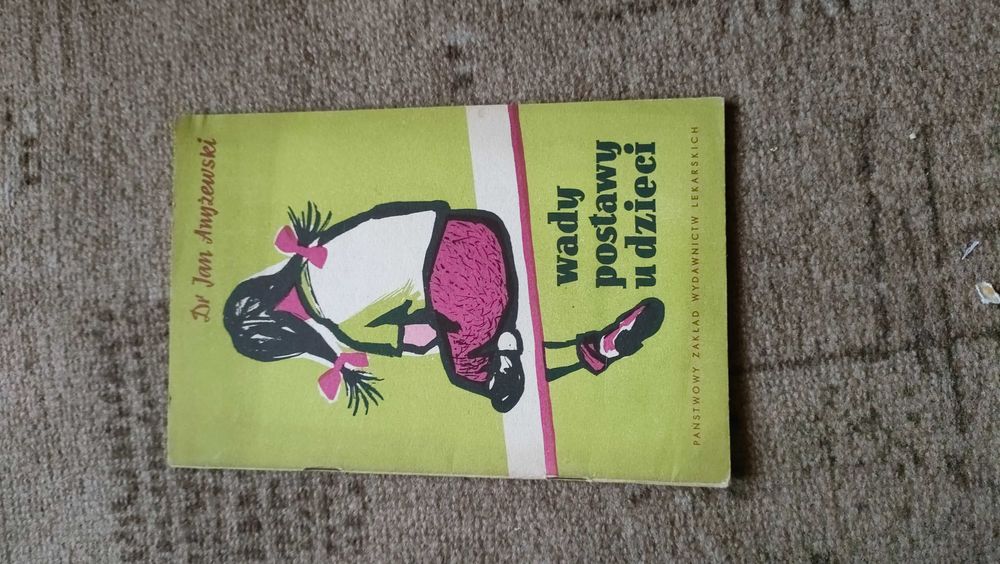 Dr Jan Anyżewski
wady
postawy
u dzieci
PAŃSTWOWY ZAKŁAD WYDAWNICTW LEKARSKICH